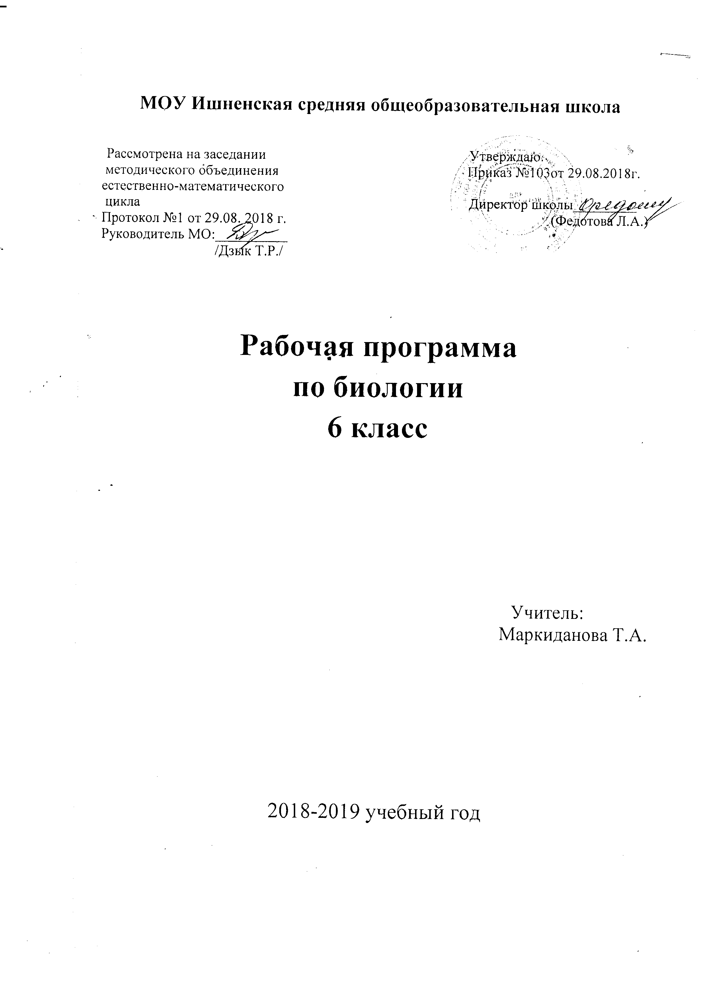 МОУ Ишненская средняя общеобразовательная школа
Рассмотрена на заседании
методического объединения
естественно-математического
цикла
Протокол №1 от 29.08. 2018 г.
Руководитель МО:
/Дзык Т.Р./
Утверждаю:
Приказ №103от 29.08.2018г.
Директор школы
(Федотова Л.А.)
Рабочая программа
по биологии
6 класс
Учитель:
Маркиданова Т.А.
2018-2019 учебный год